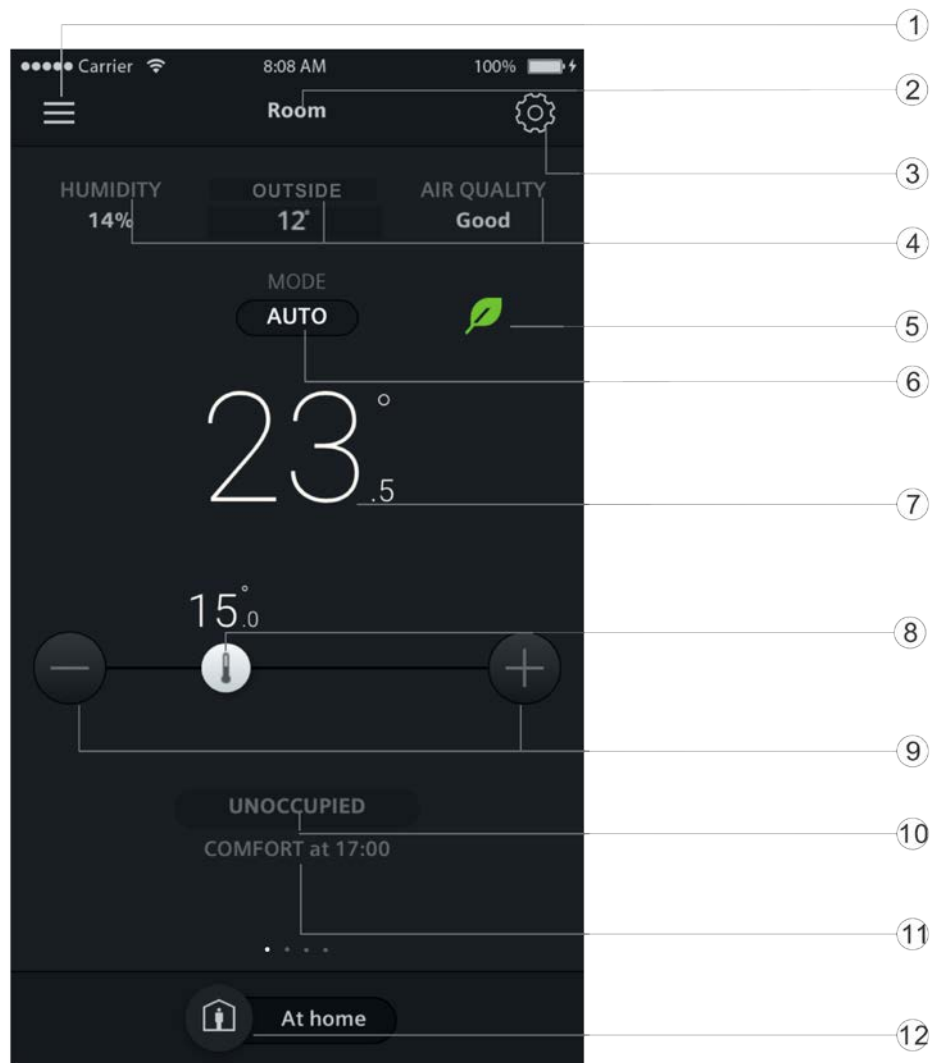 1
●●●●● Carrier 8:08 AM 100%
2
Room
3
HUMIDITY OUTSIDE AIR QUALITY
14% 12° Good
4
MODE
AUTO
5
6
23°.5
7
15°.0
8
9
UNOCCUPIED
10
COMFORT at 17:00
11
At home
12